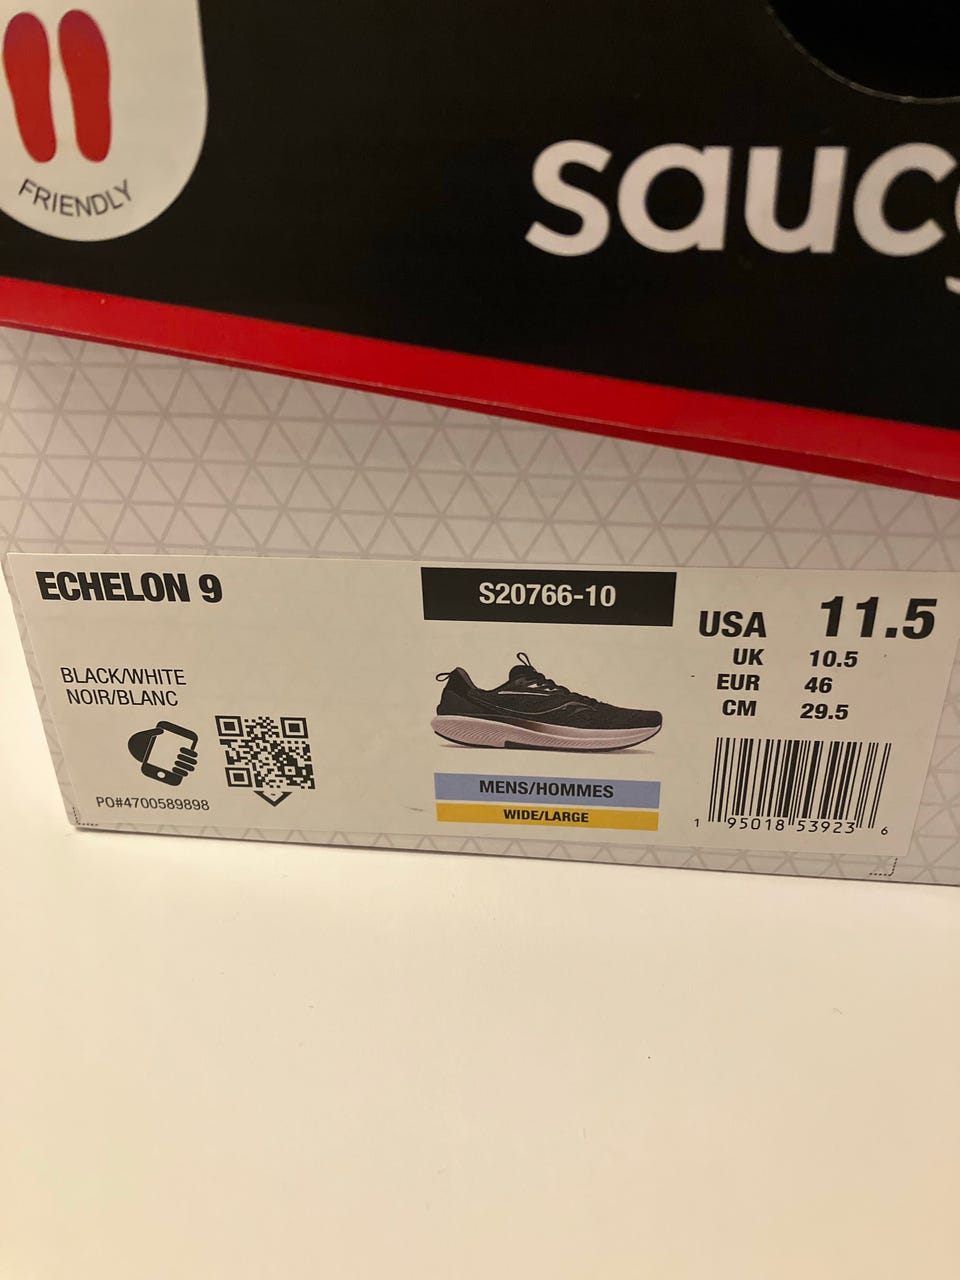 FRIENDLY
sauc
ECHELON 9
S20766-10
BLACK/WHITE
NOIR/BLANC
PO#4700589898
MENS/HOMMES
WIDE/LARGE
USA 11.5
UK 10.5
EUR 46
CM 29.5
1 95018 53923 6